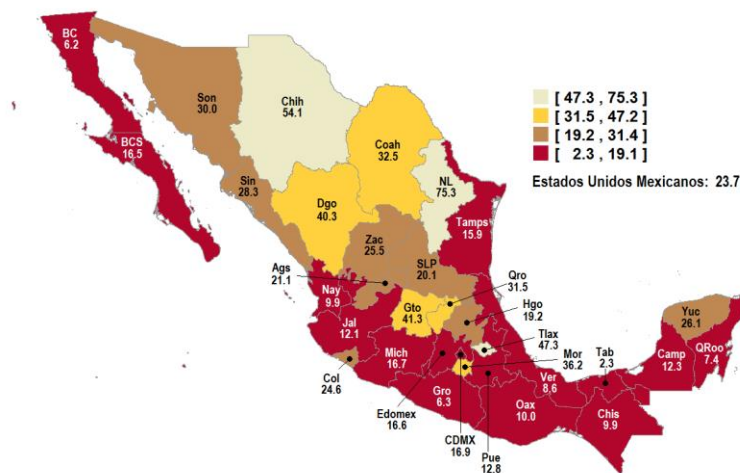 BC
6.2
Son
30.0
Chih
54.1
[ 47.3 , 75.3 ]
[ 31.5 , 47.2 ]
[ 19.2 , 31.4 ]
[ 2.3 , 19.1 ]
Estados Unidos Mexicanos: 23.7
BCS
16.5
Coah
32.5
Sin
28.3
NL
75.3
Dgo
40.3
Tamps
15.9
Zac
25.5
SLP
20.1
Ags
21.1
Qro
31.5
Nay
9.9
Gto
41.3
Hgo
19.2
Yuc
26.1
Jal
12.1
Tlax
47.3
QRoo
7.4
Mich
16.7
Mor
36.2
Tab
2.3
Camp
12.3
Col
24.6
Ver
8.6
Gro
6.3
Edomex
16.6
Oax
10.0
Chis
9.9
CDMX
16.9
Pue
12.8